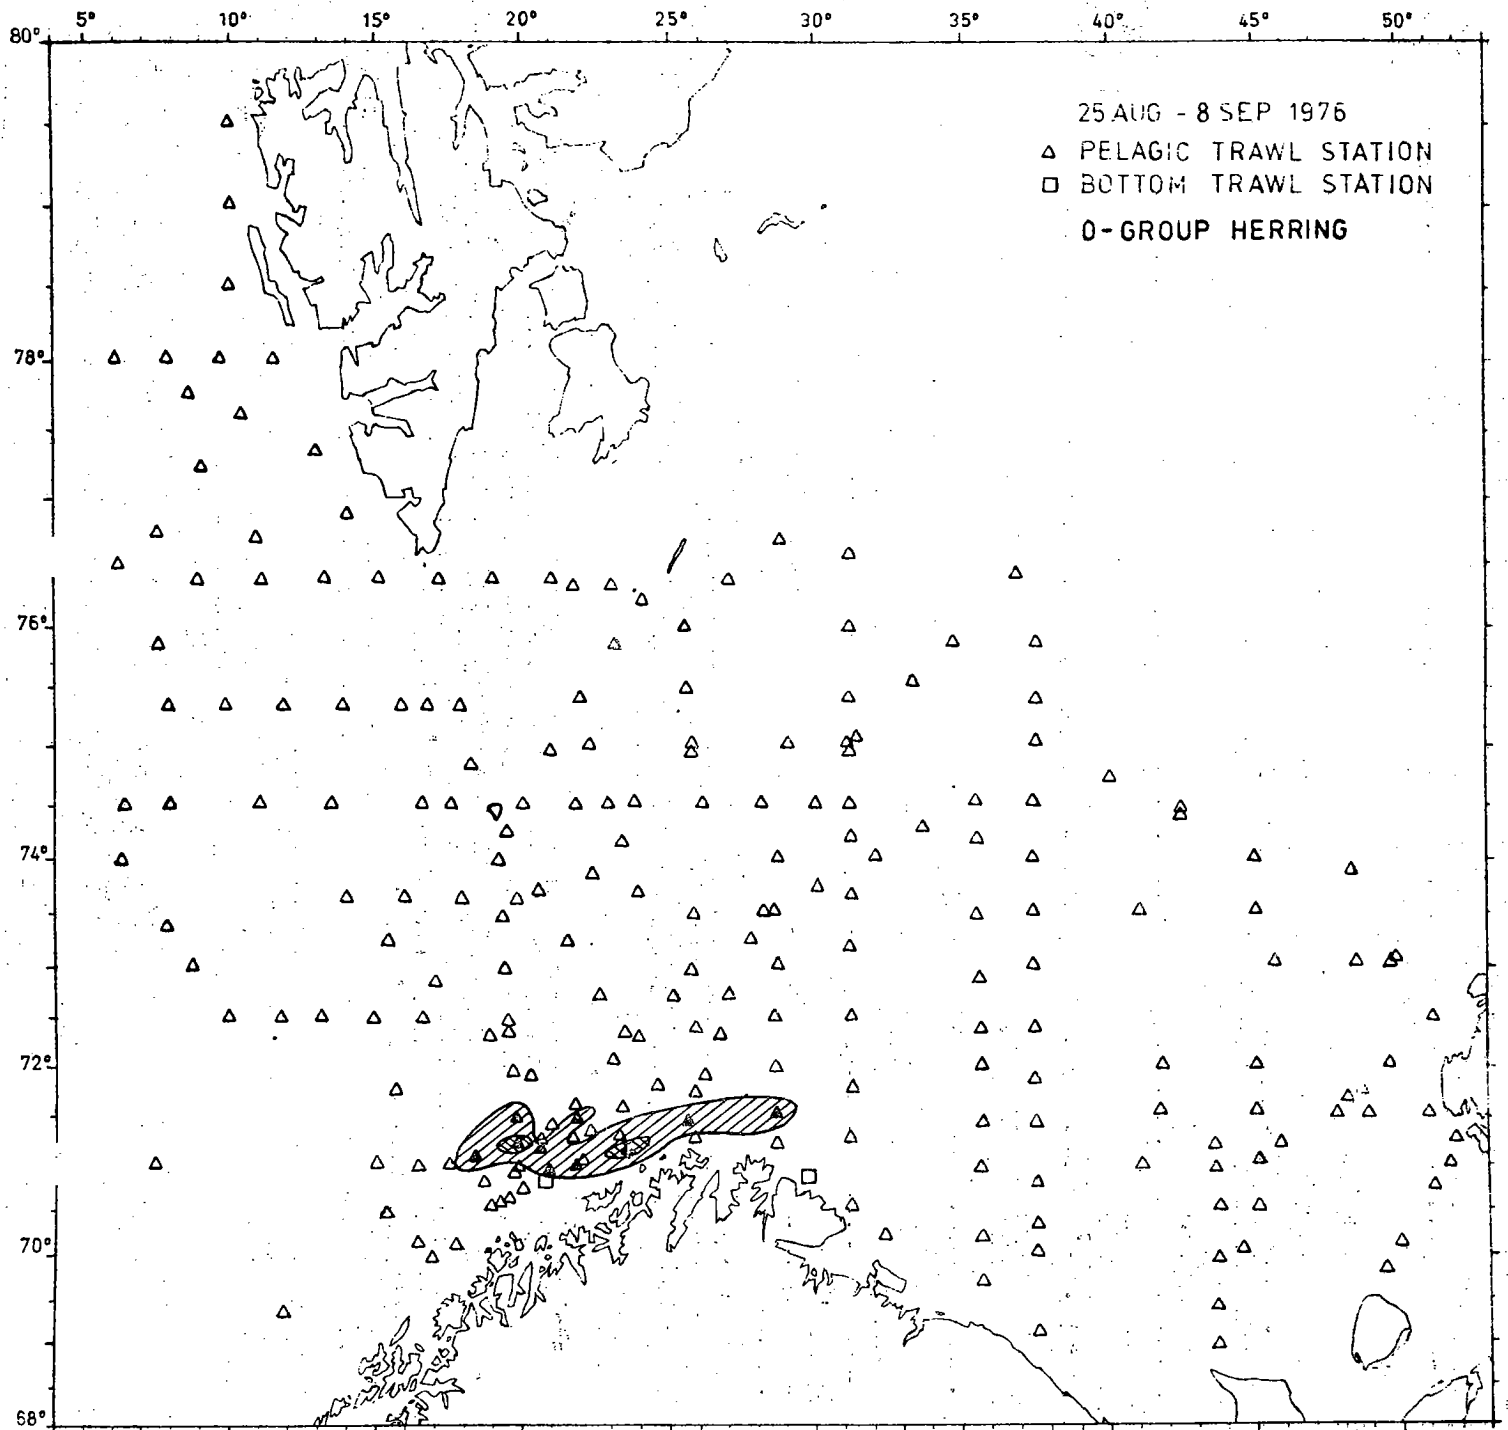 5° 10° 15° 20° 25° 30° 35° 40° 45° 50°
80°
25 AUG - 8 SEP 1976
△ PELAGIC TRAWL STATION
□ BOTTOM TRAWL STATION
0-GROUP HERRING
78°
76°
74°
72°
70°
68°